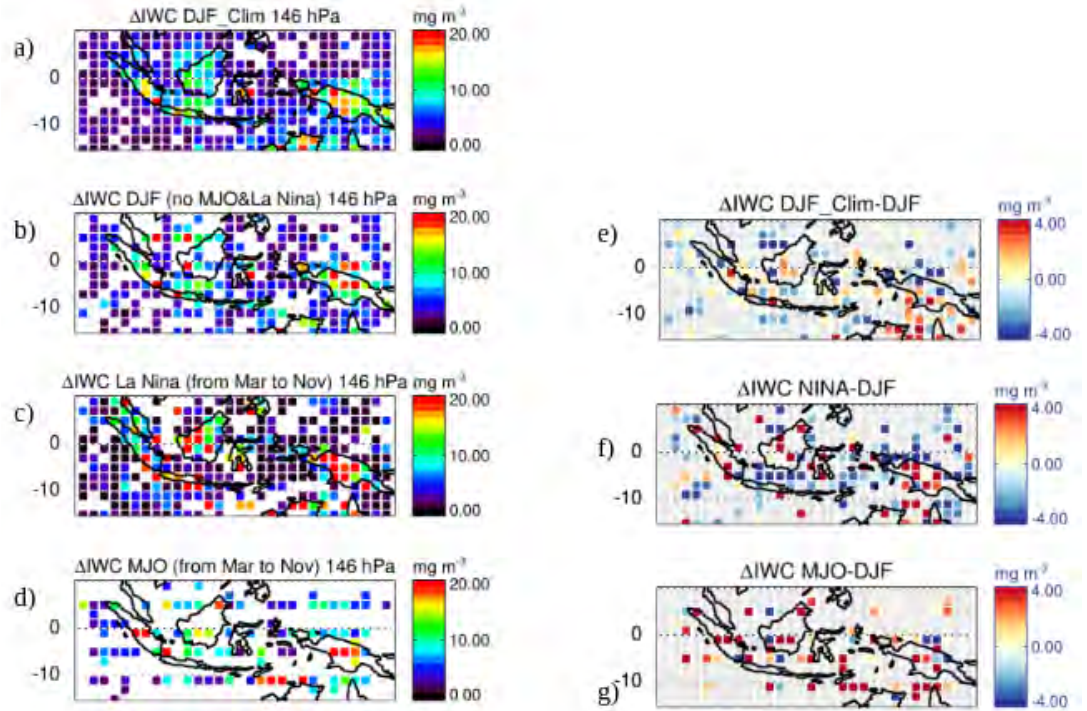 ΔIWC DJF_Clim 146 hPa
mg m⁻³
a)
20.00
0
10.00
-10
0.00
ΔIWC DJF (no MJO&La Nina) 146 hPa
mg m⁻³
b)
20.00
0
10.00
-10
0.00
ΔIWC La Nina (from Mar to Nov) 146 hPa
mg m⁻³
c)
20.00
0
10.00
-10
0.00
ΔIWC MJO (from Mar to Nov) 146 hPa
mg m⁻³
d)
20.00
0
10.00
-10
0.00
ΔIWC DJF_Clim-DJF
mg m⁻³
e)
4.00
0
0.00
-10
-4.00
ΔIWC NINA-DJF
mg m⁻³
f)
4.00
0
0.00
-10
-4.00
ΔIWC MJO-DJF
mg m⁻³
4.00
0
4.00
g)
-10
-4.00